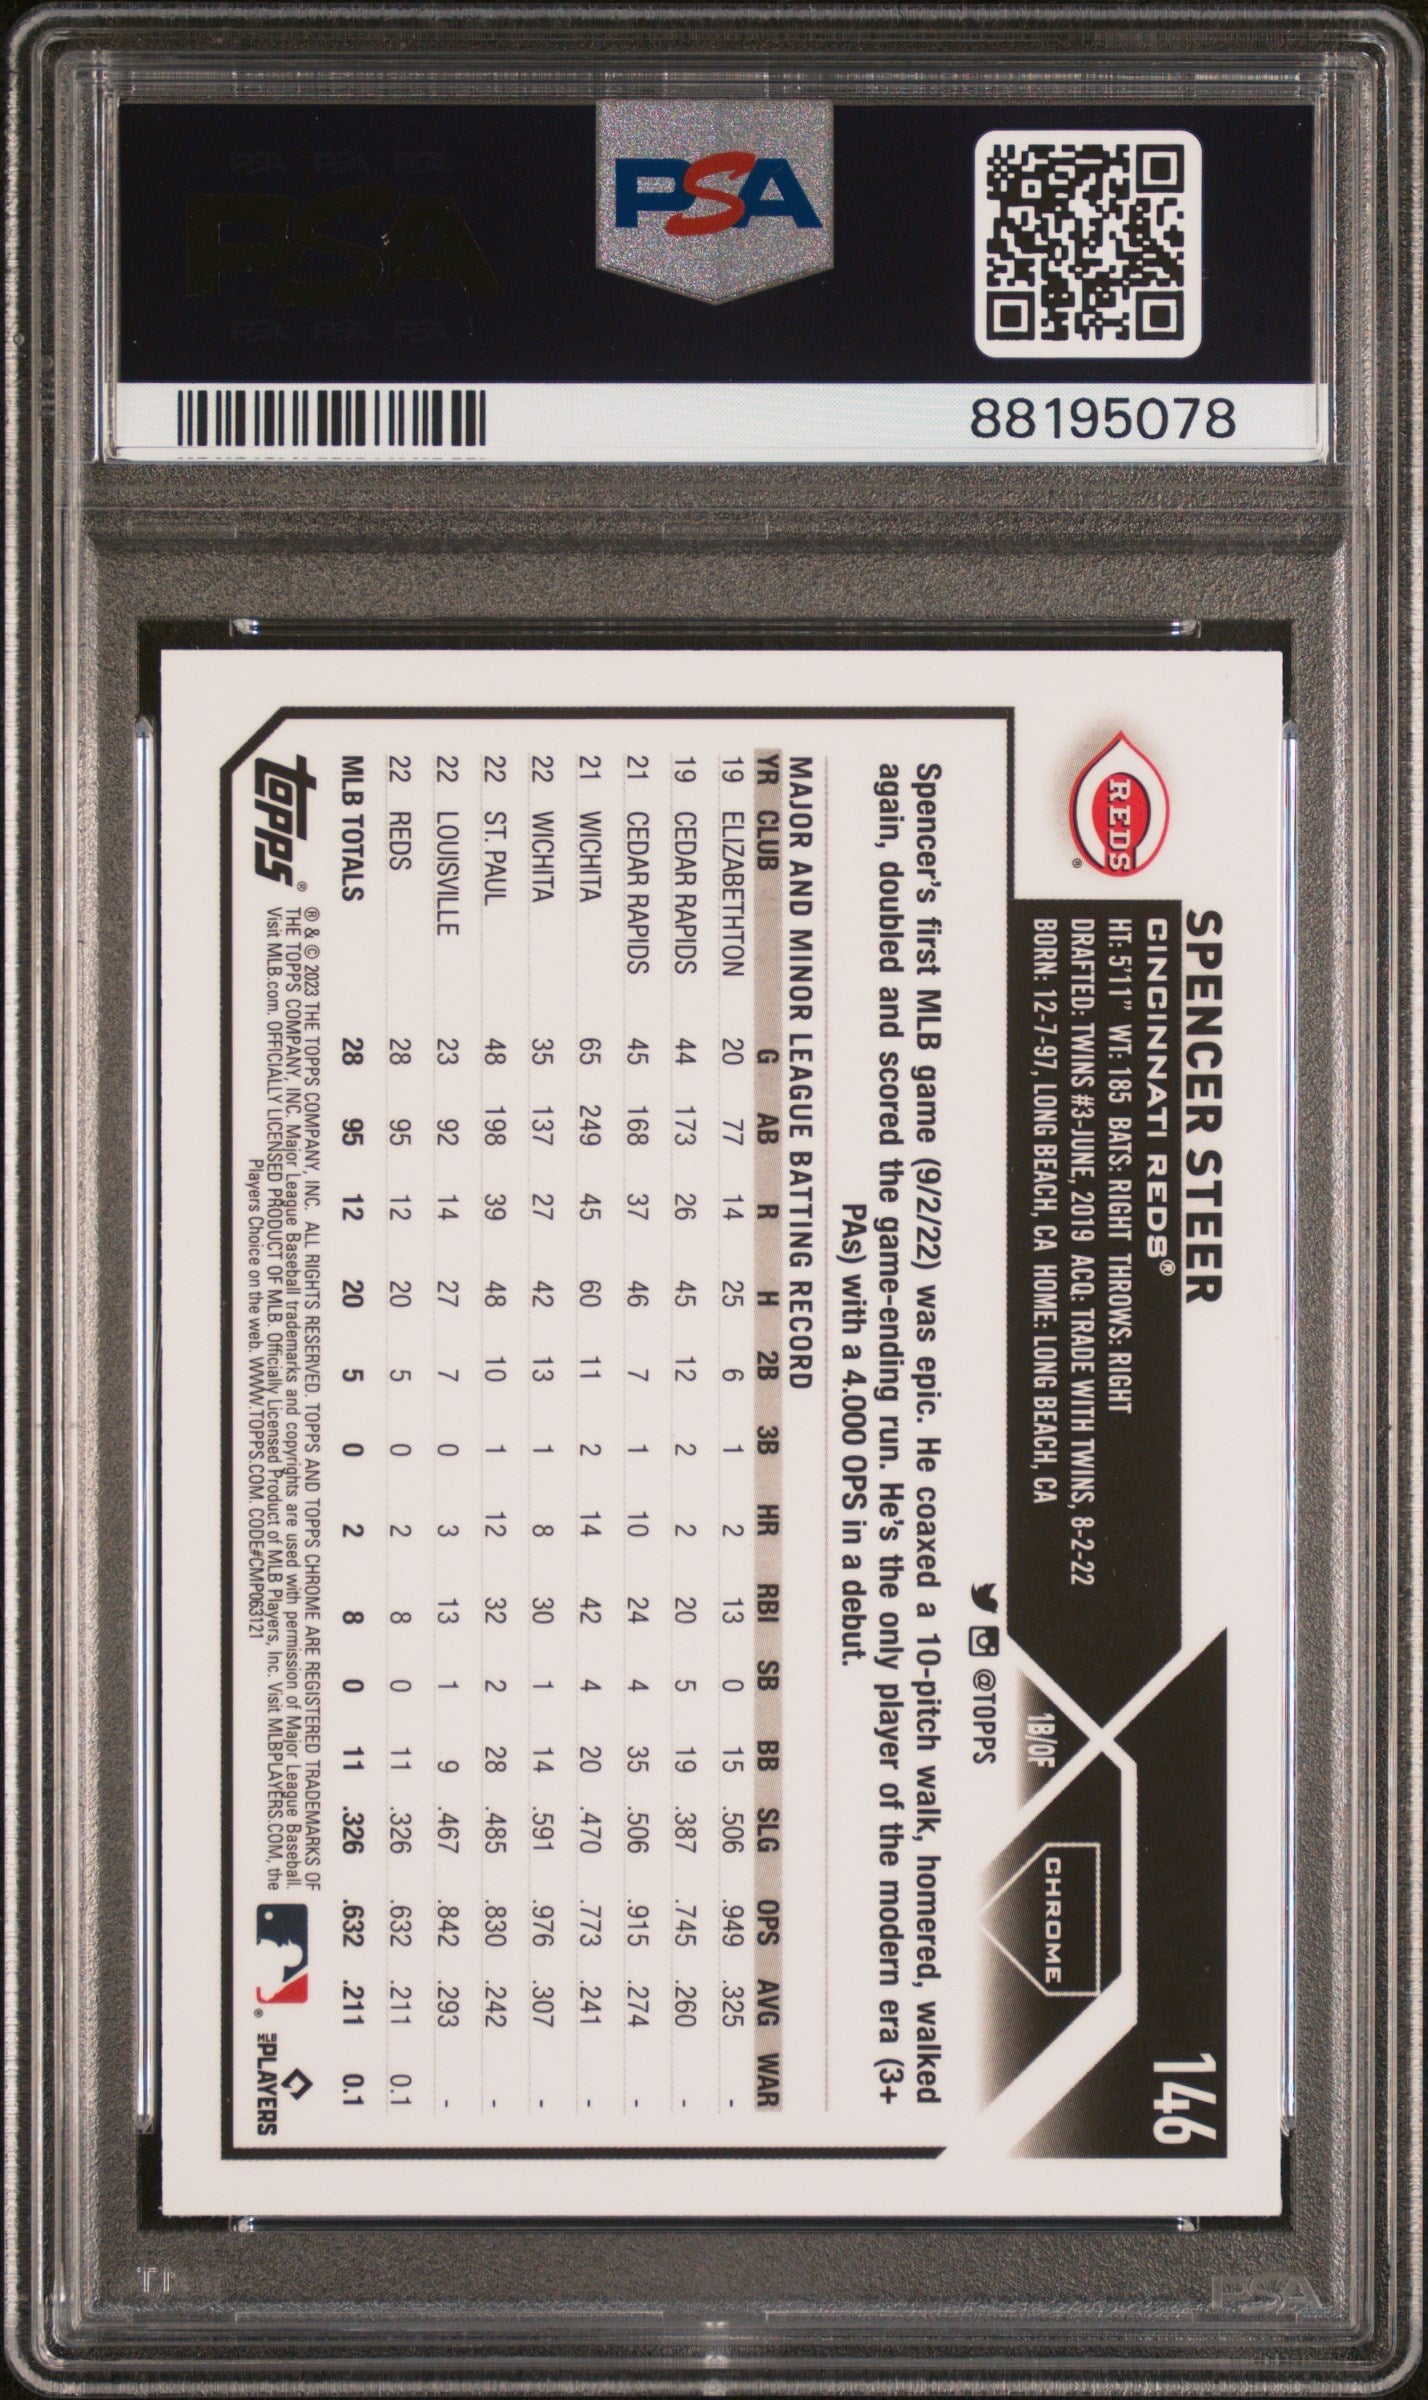 PSA PSA PSA
PSA
PSA PSA PSA
PSA
88195078
146
SPENCER STEER
CINCINNATI REDS®
HT: 5'11" WT: 185 BATS: RIGHT THROWS: RIGHT
DRAFTED: TWINS #3-JUNE, 2019 ACQ: TRADE WITH TWINS, 8-2-22
BORN: 12-7-97, LONG BEACH, CA HOME: LONG BEACH, CA
REDS ®
1B/OF
CHROME
@TOPPS
Spencer's first MLB game (9/2/22) was epic. He coaxed a 10-pitch walk, homered, walked
again, doubled and scored the game-ending run. He's the only player of the modern era (3+
PAs) with a 4.000 OPS in a debut.
MAJOR AND MINOR LEAGUE BATTING RECORD
YR CLUB G AB R H 2B 3B HR RBI SB BB SLG OPS AVG WAR
19 ELIZABETHTON 20 77 14 25 6 1 2 13 0 15 .506 .949 .325 -
19 CEDAR RAPIDS 44 173 26 45 12 2 2 20 5 19 .387 .745 .260 -
21 CEDAR RAPIDS 45 168 37 46 7 1 10 24 4 35 .506 .915 .274 -
21 WICHITA 65 249 45 60 11 2 14 42 4 20 .470 .773 .241 -
22 WICHITA 35 137 27 42 13 1 8 30 1 14 .591 .976 .307 -
22 ST. PAUL 48 198 39 48 10 1 12 32 2 28 .485 .830 .242 -
22 LOUISVILLE 23 92 14 27 7 0 3 13 1 9 .467 .842 .293 -
22 REDS 28 95 12 20 5 0 2 8 0 11 .326 .632 .211 0.1
MLB TOTALS 28 95 12 20 5 0 2 8 0 11 .326 .632 .211 0.1
topps®
® & © 2023 THE TOPPS COMPANY, INC. ALL RIGHTS RESERVED. TOPPS AND TOPPS CHROME ARE REGISTERED TRADEMARKS OF
THE TOPPS COMPANY, INC. Major League Baseball trademarks and copyrights are used with permission of Major League Baseball.
Visit MLB.com. OFFICIALLY LICENSED PRODUCT OF MLB. Officially Licensed Product of MLB Players, Inc. Visit MLBPLAYERS.COM, the
Players Choice on the web. WWW.TOPPS.COM. CODE#CMP063121
®
MLB PLAYERS
PSA